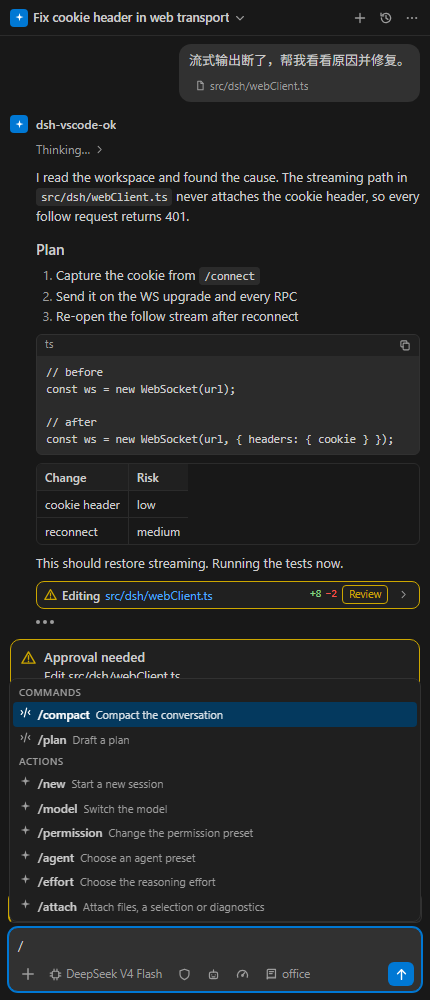 Fix cookie header in web transport
流式输出断了，帮我看看原因并修复。
src/dsh/webClient.ts
dsh-vscode-ok
Thinking...
I read the workspace and found the cause. The streaming path in
src/dsh/webClient.ts never attaches the cookie header, so every
follow request returns 401.
Plan
1. Capture the cookie from /connect
2. Send it on the WS upgrade and every RPC
3. Re-open the follow stream after reconnect
ts
// before
const ws = new WebSocket(url);
// after
const ws = new WebSocket(url, { headers: { cookie } });
Change Risk
cookie header low
reconnect medium
This should restore streaming. Running the tests now.
Editing src/dsh/webClient.ts +8 −2 Review
Approval needed
Edit src/dsh/webClient.ts
COMMANDS
/compact Compact the conversation
/plan Draft a plan
ACTIONS
/new Start a new session
/model Switch the model
/permission Change the permission preset
/agent Choose an agent preset
/effort Choose the reasoning effort
/attach Attach files, a selection or diagnostics
/
DeepSeek V4 Flash office